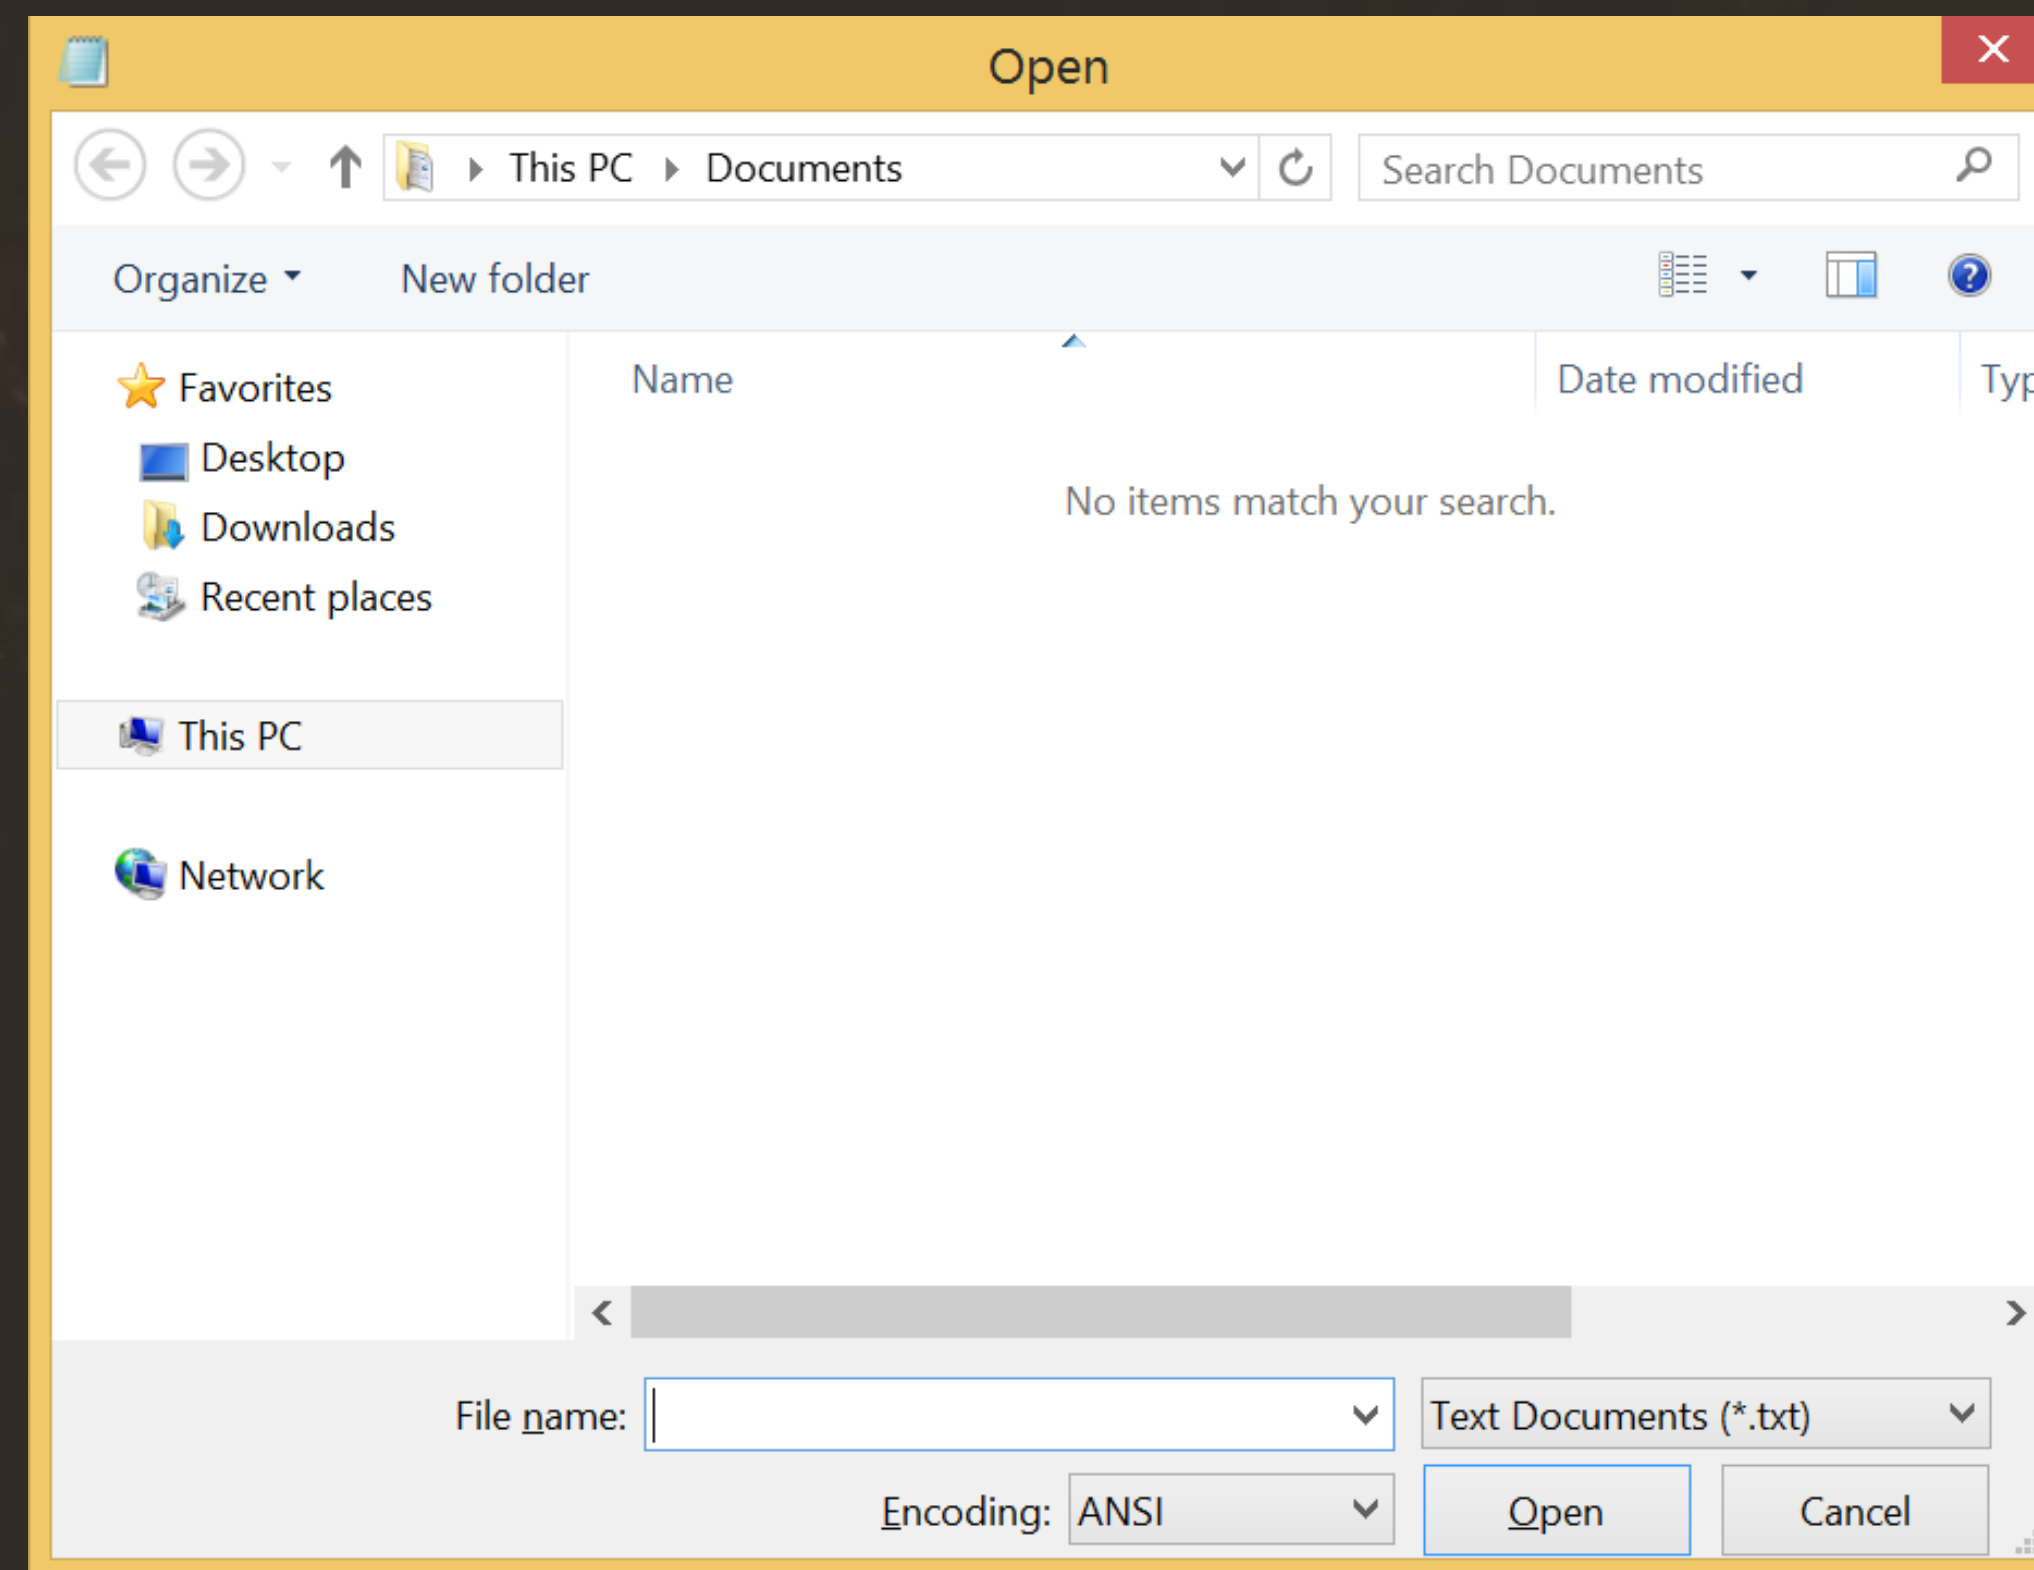 Open
This PC Documents
Search Documents
Organize New folder
Name Date modified Typ
Favorites
Desktop
Downloads
Recent places
This PC
Network
No items match your search.
File name:
Text Documents (*.txt)
Encoding: ANSI
Open Cancel